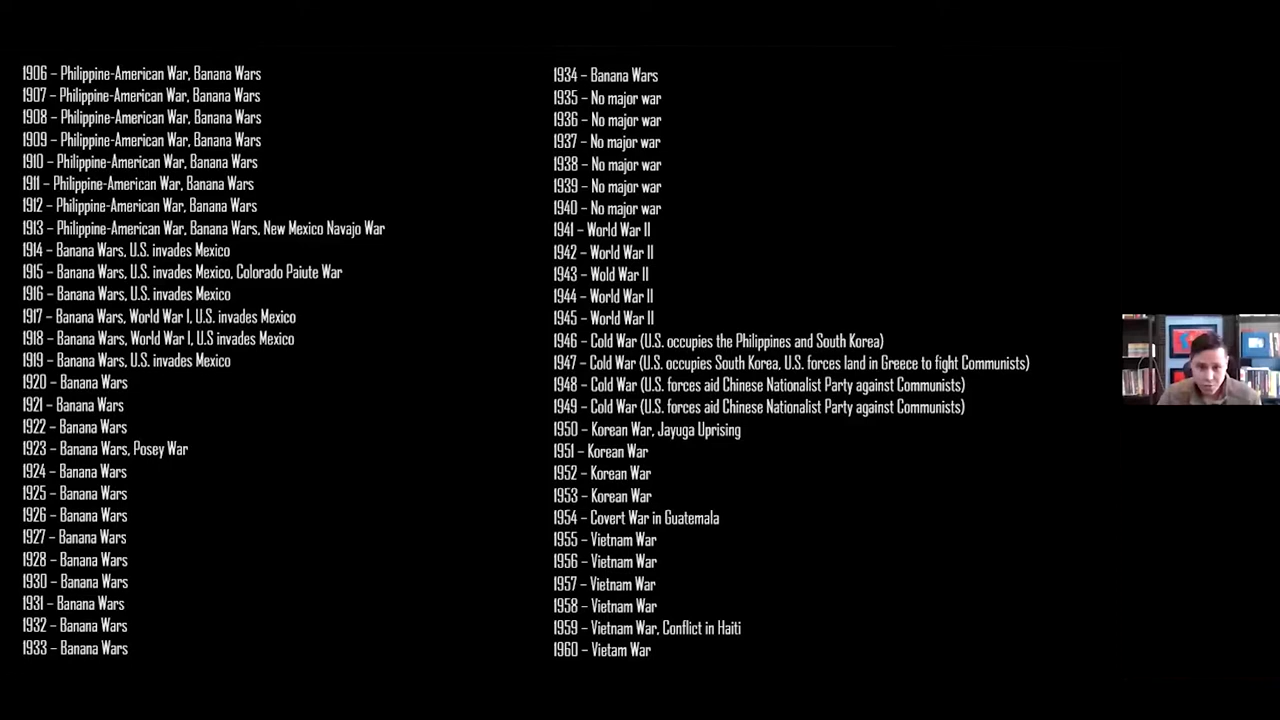 1906 – Philippine-American War, Banana Wars
1907 – Philippine-American War, Banana Wars
1908 – Philippine-American War, Banana Wars
1909 – Philippine-American War, Banana Wars
1910 – Philippine-American War, Banana Wars
1911 – Philippine-American War, Banana Wars
1912 – Philippine-American War, Banana Wars
1913 – Philippine-American War, Banana Wars, New Mexico Navajo War
1914 – Banana Wars, U.S. invades Mexico
1915 – Banana Wars, U.S. invades Mexico, Colorado Paiute War
1916 – Banana Wars, U.S. invades Mexico
1917 – Banana Wars, World War I, U.S. invades Mexico
1918 – Banana Wars, World War I, U.S invades Mexico
1919 – Banana Wars, U.S. invades Mexico
1920 – Banana Wars
1921 – Banana Wars
1922 – Banana Wars
1923 – Banana Wars, Posey War
1924 – Banana Wars
1925 – Banana Wars
1926 – Banana Wars
1927 – Banana Wars
1928 – Banana Wars
1930 – Banana Wars
1931 – Banana Wars
1932 – Banana Wars
1933 – Banana Wars
1934 – Banana Wars
1935 – No major war
1936 – No major war
1937 – No major war
1938 – No major war
1939 – No major war
1940 – No major war
1941 – World War II
1942 – World War II
1943 – Wold War II
1944 – World War II
1945 – World War II
1946 – Cold War (U.S. occupies the Philippines and South Korea)
1947 – Cold War (U.S. occupies South Korea, U.S. forces land in Greece to fight Communists)
1948 – Cold War (U.S. forces aid Chinese Nationalist Party against Communists)
1949 – Cold War (U.S. forces aid Chinese Nationalist Party against Communists)
1950 – Korean War, Jayuga Uprising
1951 – Korean War
1952 – Korean War
1953 – Korean War
1954 – Covert War in Guatemala
1955 – Vietnam War
1956 – Vietnam War
1957 – Vietnam War
1958 – Vietnam War
1959 – Vietnam War, Conflict in Haiti
1960 – Vietam War